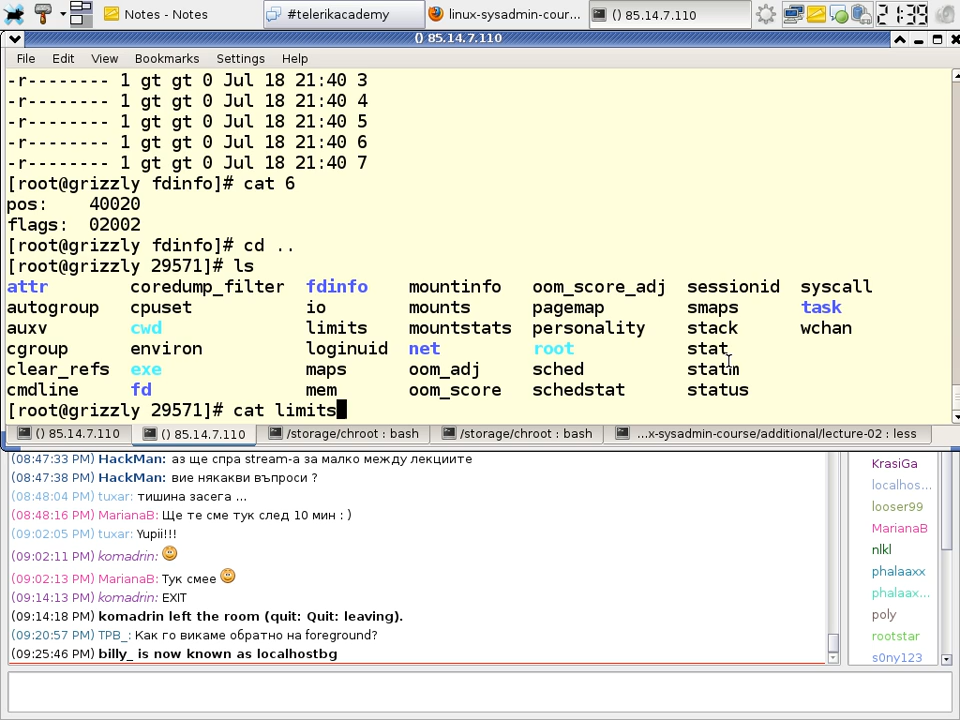 Notes - Notes
#telerikacademy
linux-sysadmin-cour...
() 85.14.7.110
21:39
() 85.14.7.110
File Edit View Bookmarks Settings Help
-r-------- 1 gt gt 0 Jul 18 21:40 3
-r-------- 1 gt gt 0 Jul 18 21:40 4
-r-------- 1 gt gt 0 Jul 18 21:40 5
-r-------- 1 gt gt 0 Jul 18 21:40 6
-r-------- 1 gt gt 0 Jul 18 21:40 7
[root@grizzly fdinfo]# cat 6
pos: 40020
flags: 02002
[root@grizzly fdinfo]# cd ..
[root@grizzly 29571]# ls
attr coredump_filter fdinfo mountinfo oom_score_adj sessionid syscall
autogroup cpuset io mounts pagemap smaps task
auxv cwd limits mountstats personality stack wchan
cgroup environ loginuid net root stat
clear_refs exe maps oom_adj sched statm
cmdline fd mem oom_score schedstat status
[root@grizzly 29571]# cat limits
() 85.14.7.110
() 85.14.7.110
/storage/chroot : bash
/storage/chroot : bash
...x-sysadmin-course/additional/lecture-02 : less
(08:47:33 PM) HackMan: аз ще спра stream-а за малко между лекциите
(08:47:38 PM) HackMan: вие някакви въпроси ?
(08:48:04 PM) tuxar: тишина засега ...
(08:48:16 PM) MarianaB: Ще те сме тук след 10 мин : )
(09:02:05 PM) tuxar: Yupii!!!
(09:02:11 PM) komadrin:
(09:02:13 PM) MarianaB: Тук смее
(09:14:13 PM) komadrin: EXIT
(09:14:18 PM) komadrin left the room (quit: Quit: leaving).
(09:20:57 PM) TPB_: Как го викаме обратно на foreground?
(09:25:46 PM) billy_ is now known as localhostbg
KrasiGa
localhos...
looser99
MarianaB
nlkl
phalaaxx
phalaax...
poly
rootstar
s0ny123